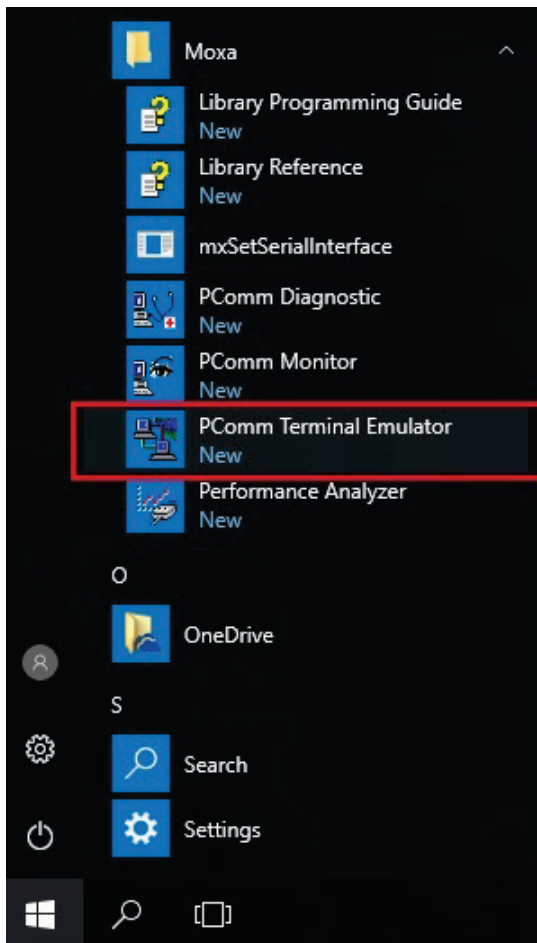 Moxa
Library Programming Guide
New
Library Reference
New
mxSetSerialInterface
PComm Diagnostic
New
PComm Monitor
New
PComm Terminal Emulator
New
Performance Analyzer
New
O
OneDrive
S
Search
Settings